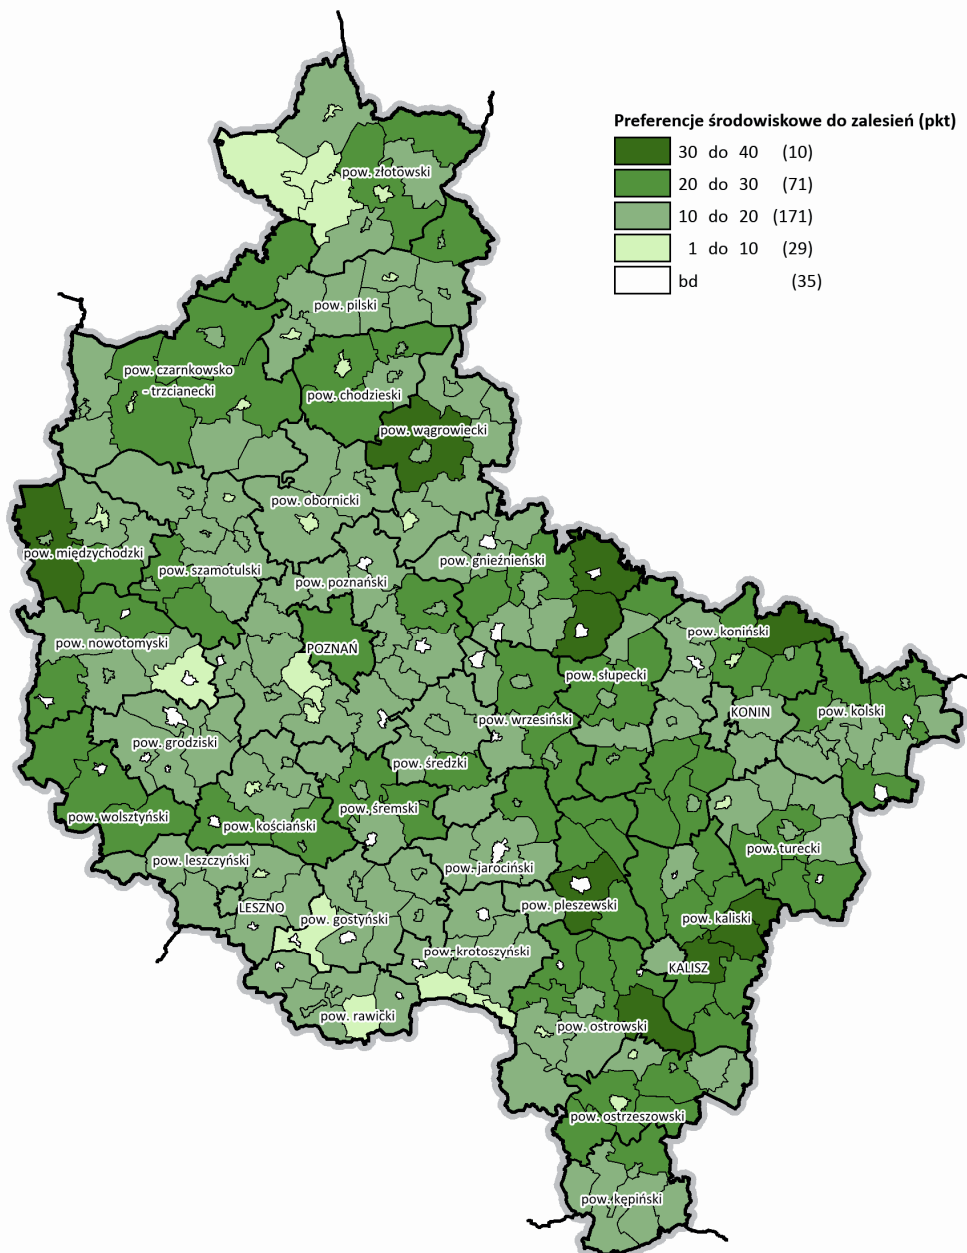 Preferencje środowiskowe do zalesień (pkt)
30 do 40 (10)
20 do 30 (71)
10 do 20 (171)
1 do 10 (29)
bd (35)
pow. złotowski
pow. pilski
pow. czarnkowsko
- trzcianecki
pow. chodzieski
pow. wągrowiecki
pow. obornicki
pow. międzychodzki
pow. szamotulski
pow. gnieźnieński
pow. poznański
pow. nowotomyski
POZNAŃ
pow. koniński
pow. słupecki
pow. wrzesiński
KONIN
pow. kolski
pow. grodziski
pow. średzki
pow. wolsztyński
pow. kościański
pow. śremski
pow. turecki
pow. leszczyński
pow. jarociński
LESZNO
pow. gostyński
pow. pleszewski
pow. kaliski
pow. krotoszyński
KALISZ
pow. rawicki
pow. ostrowski
pow. ostrzeszowski
pow. kępiński